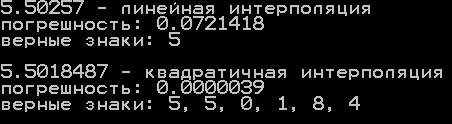 5.50257 - линейная интерполяция
погрешность: 0.0721418
верные знаки: 5
5.5018487 - квадратичная интерполяция
погрешность: 0.0000039
верные знаки: 5, 5, 0, 1, 8, 4